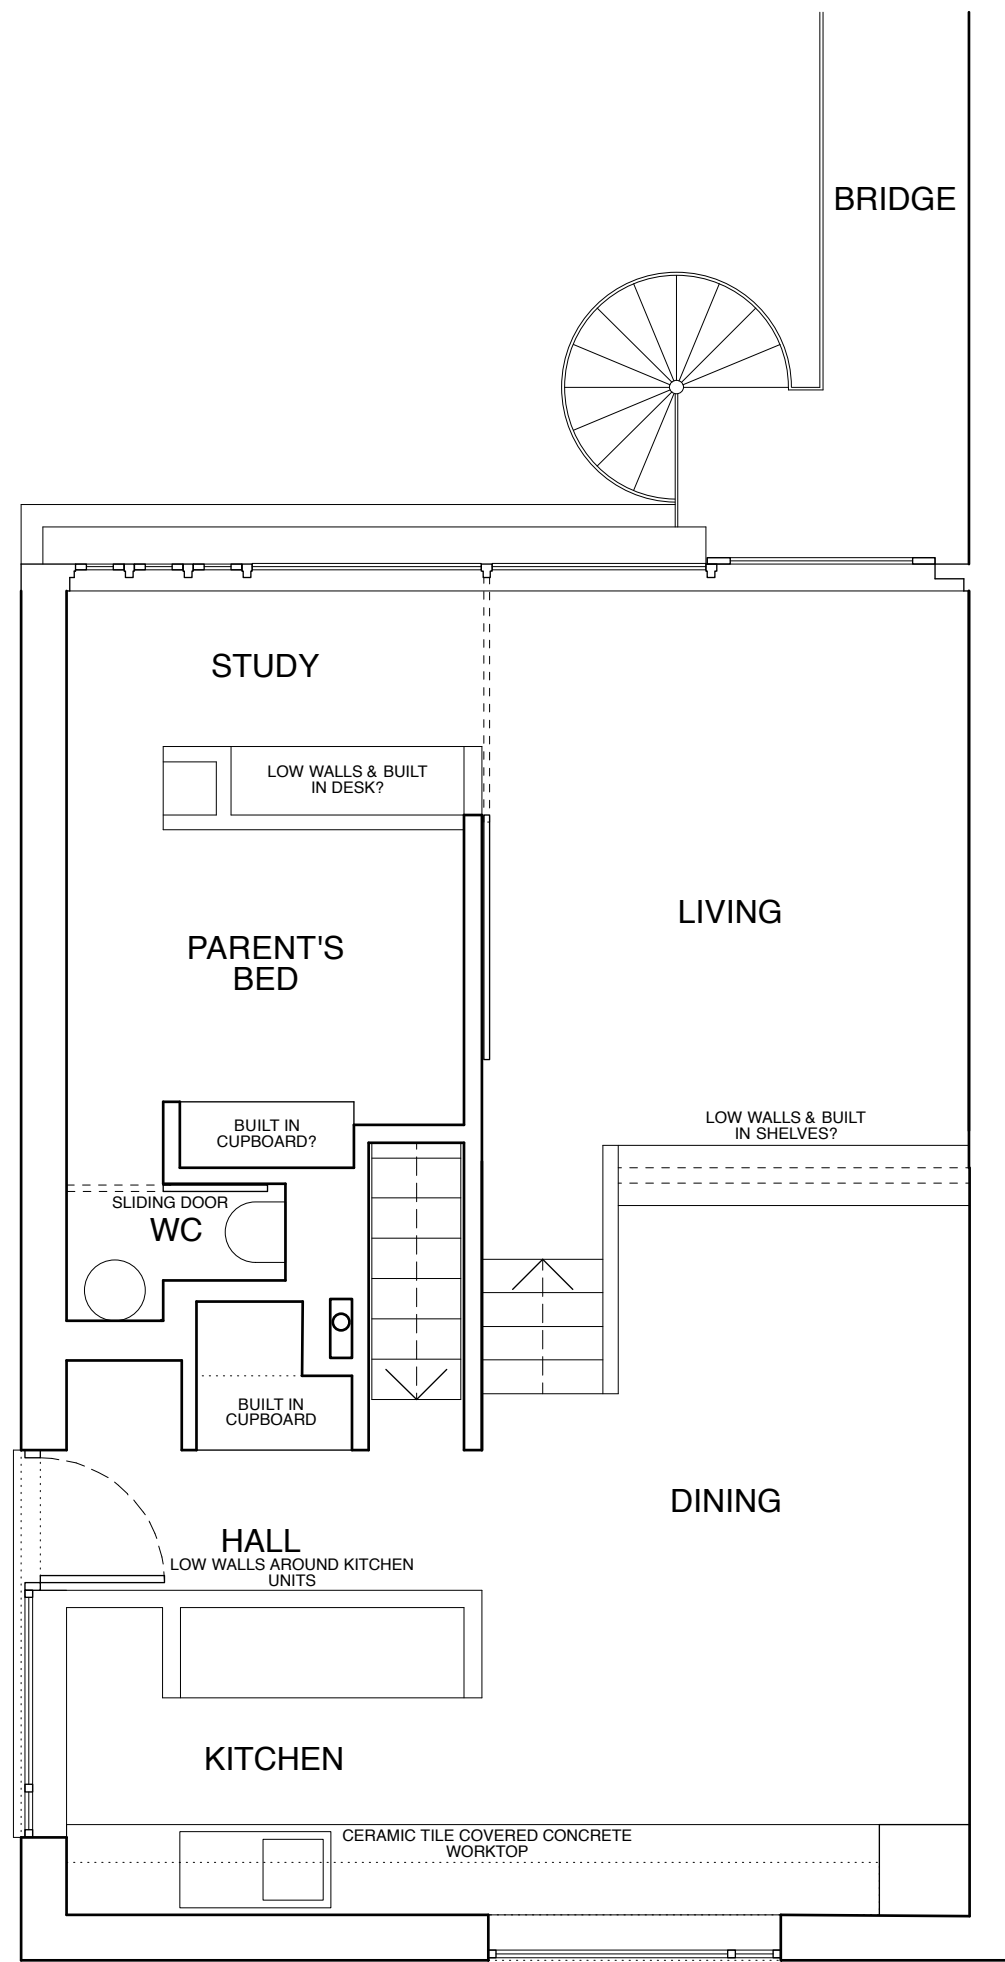 BRIDGE
STUDY
LOW WALLS & BUILT
IN DESK?
LIVING
PARENT'S
BED
LOW WALLS & BUILT
IN SHELVES?
BUILT IN
CUPBOARD?
SLIDING DOOR
WC
BUILT IN
CUPBOARD
DINING
HALL
LOW WALLS AROUND KITCHEN
UNITS
KITCHEN
CERAMIC TILE COVERED CONCRETE
WORKTOP